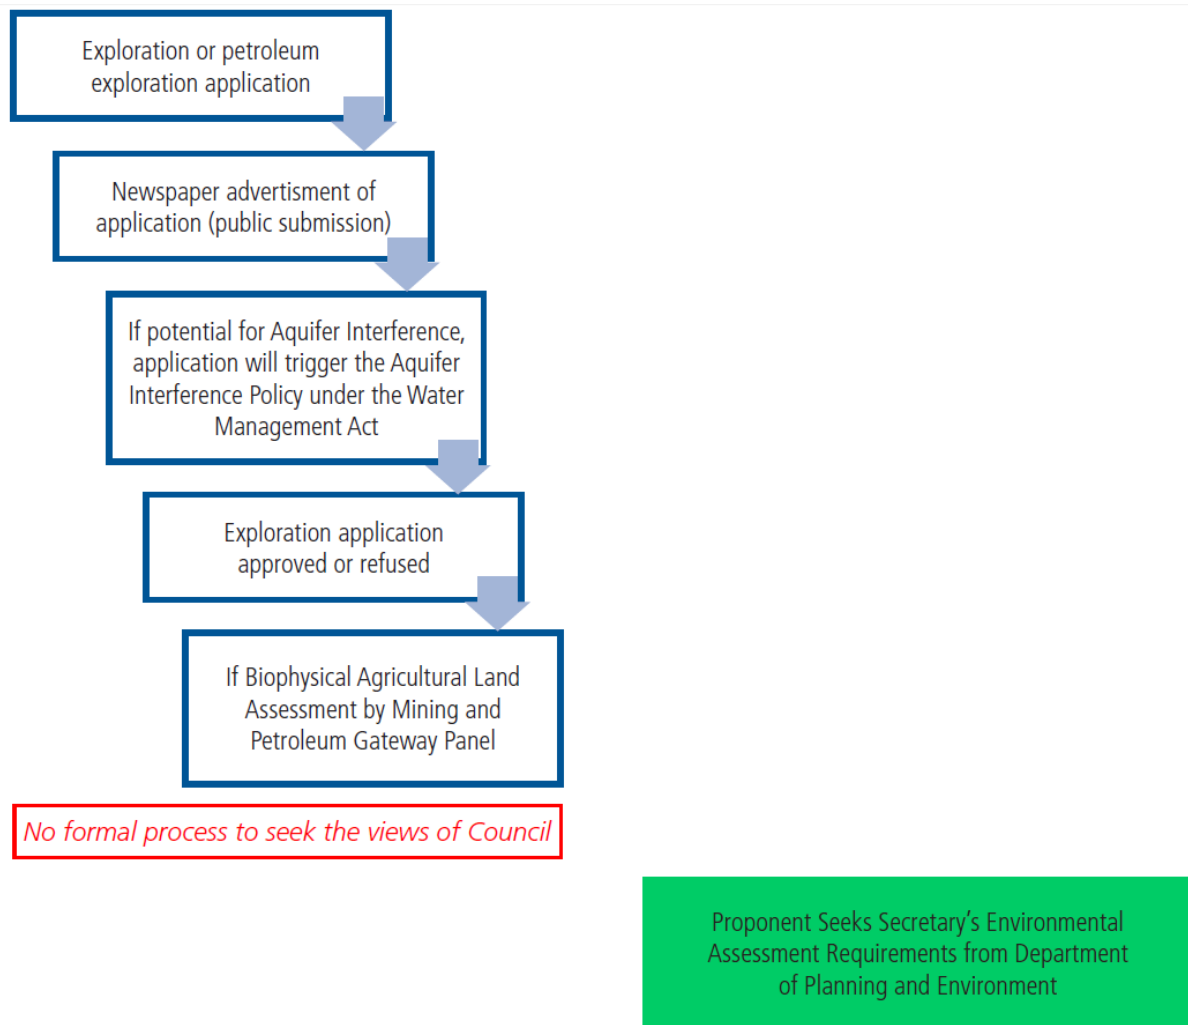 Exploration or petroleum
exploration application
Newspaper advertisment of
application (public submission)
If potential for Aquifer Interference,
application will trigger the Aquifer
Interference Policy under the Water
Management Act
Exploration application
approved or refused
If Biophysical Agricultural Land
Assessment by Mining and
Petroleum Gateway Panel
No formal process to seek the views of Council
Proponent Seeks Secretary’s Environmental
Assessment Requirements from Department
of Planning and Environment